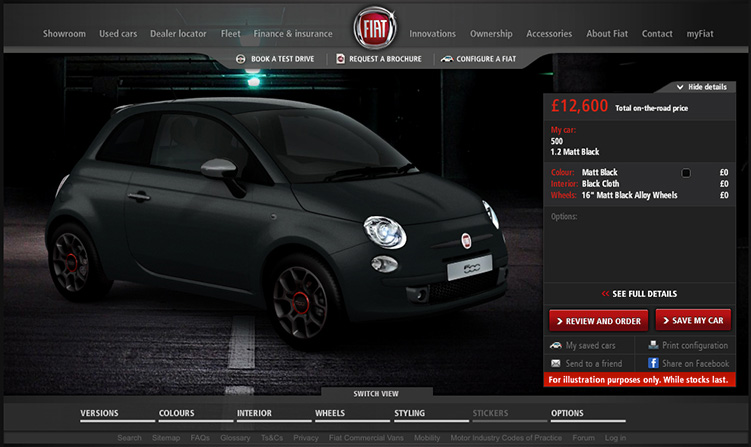 Showroom Used cars Dealer locator Fleet Finance & insurance FIAT Innovations Ownership Accessories About Fiat Contact myFiat
BOOK A TEST DRIVE REQUEST A BROCHURE CONFIGURE A FIAT
Hide details
£12,600 Total on-the-road price
My car:
500
1.2 Matt Black
Colour: Matt Black £0
Interior: Black Cloth £0
Wheels: 16" Matt Black Alloy Wheels £0
Options:
500
SEE FULL DETAILS
REVIEW AND ORDER SAVE MY CAR
My saved cars Print configuration
Send to a friend Share on Facebook
For illustration purposes only. While stocks last.
SWITCH VIEW
VERSIONS COLOURS INTERIOR WHEELS STYLING STICKERS OPTIONS
Search Sitemap FAQs Glossary Ts&Cs Privacy Fiat Commercial Vans Mobility Motor Industry Codes of Practice Forum Log in